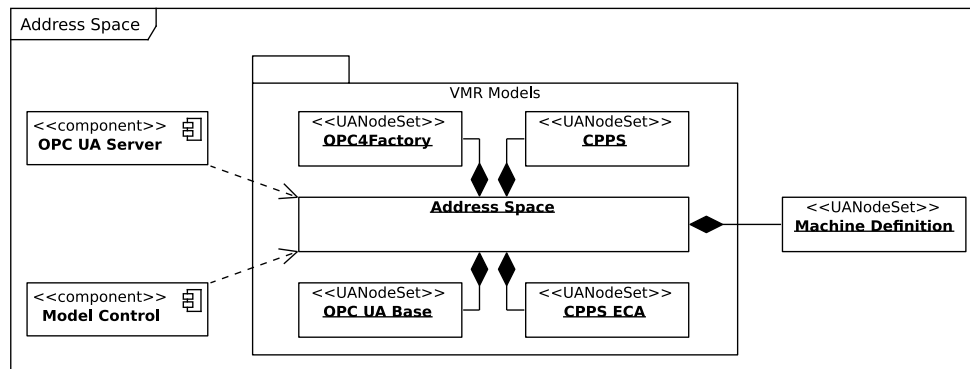 Address Space
VMR Models
<<component>>
OPC UA Server
<<UANodeSet>>
OPC4Factory
<<UANodeSet>>
CPPS
Address Space
<<UANodeSet>>
Machine Definition
<<component>>
Model Control
<<UANodeSet>>
OPC UA Base
<<UANodeSet>>
CPPS ECA